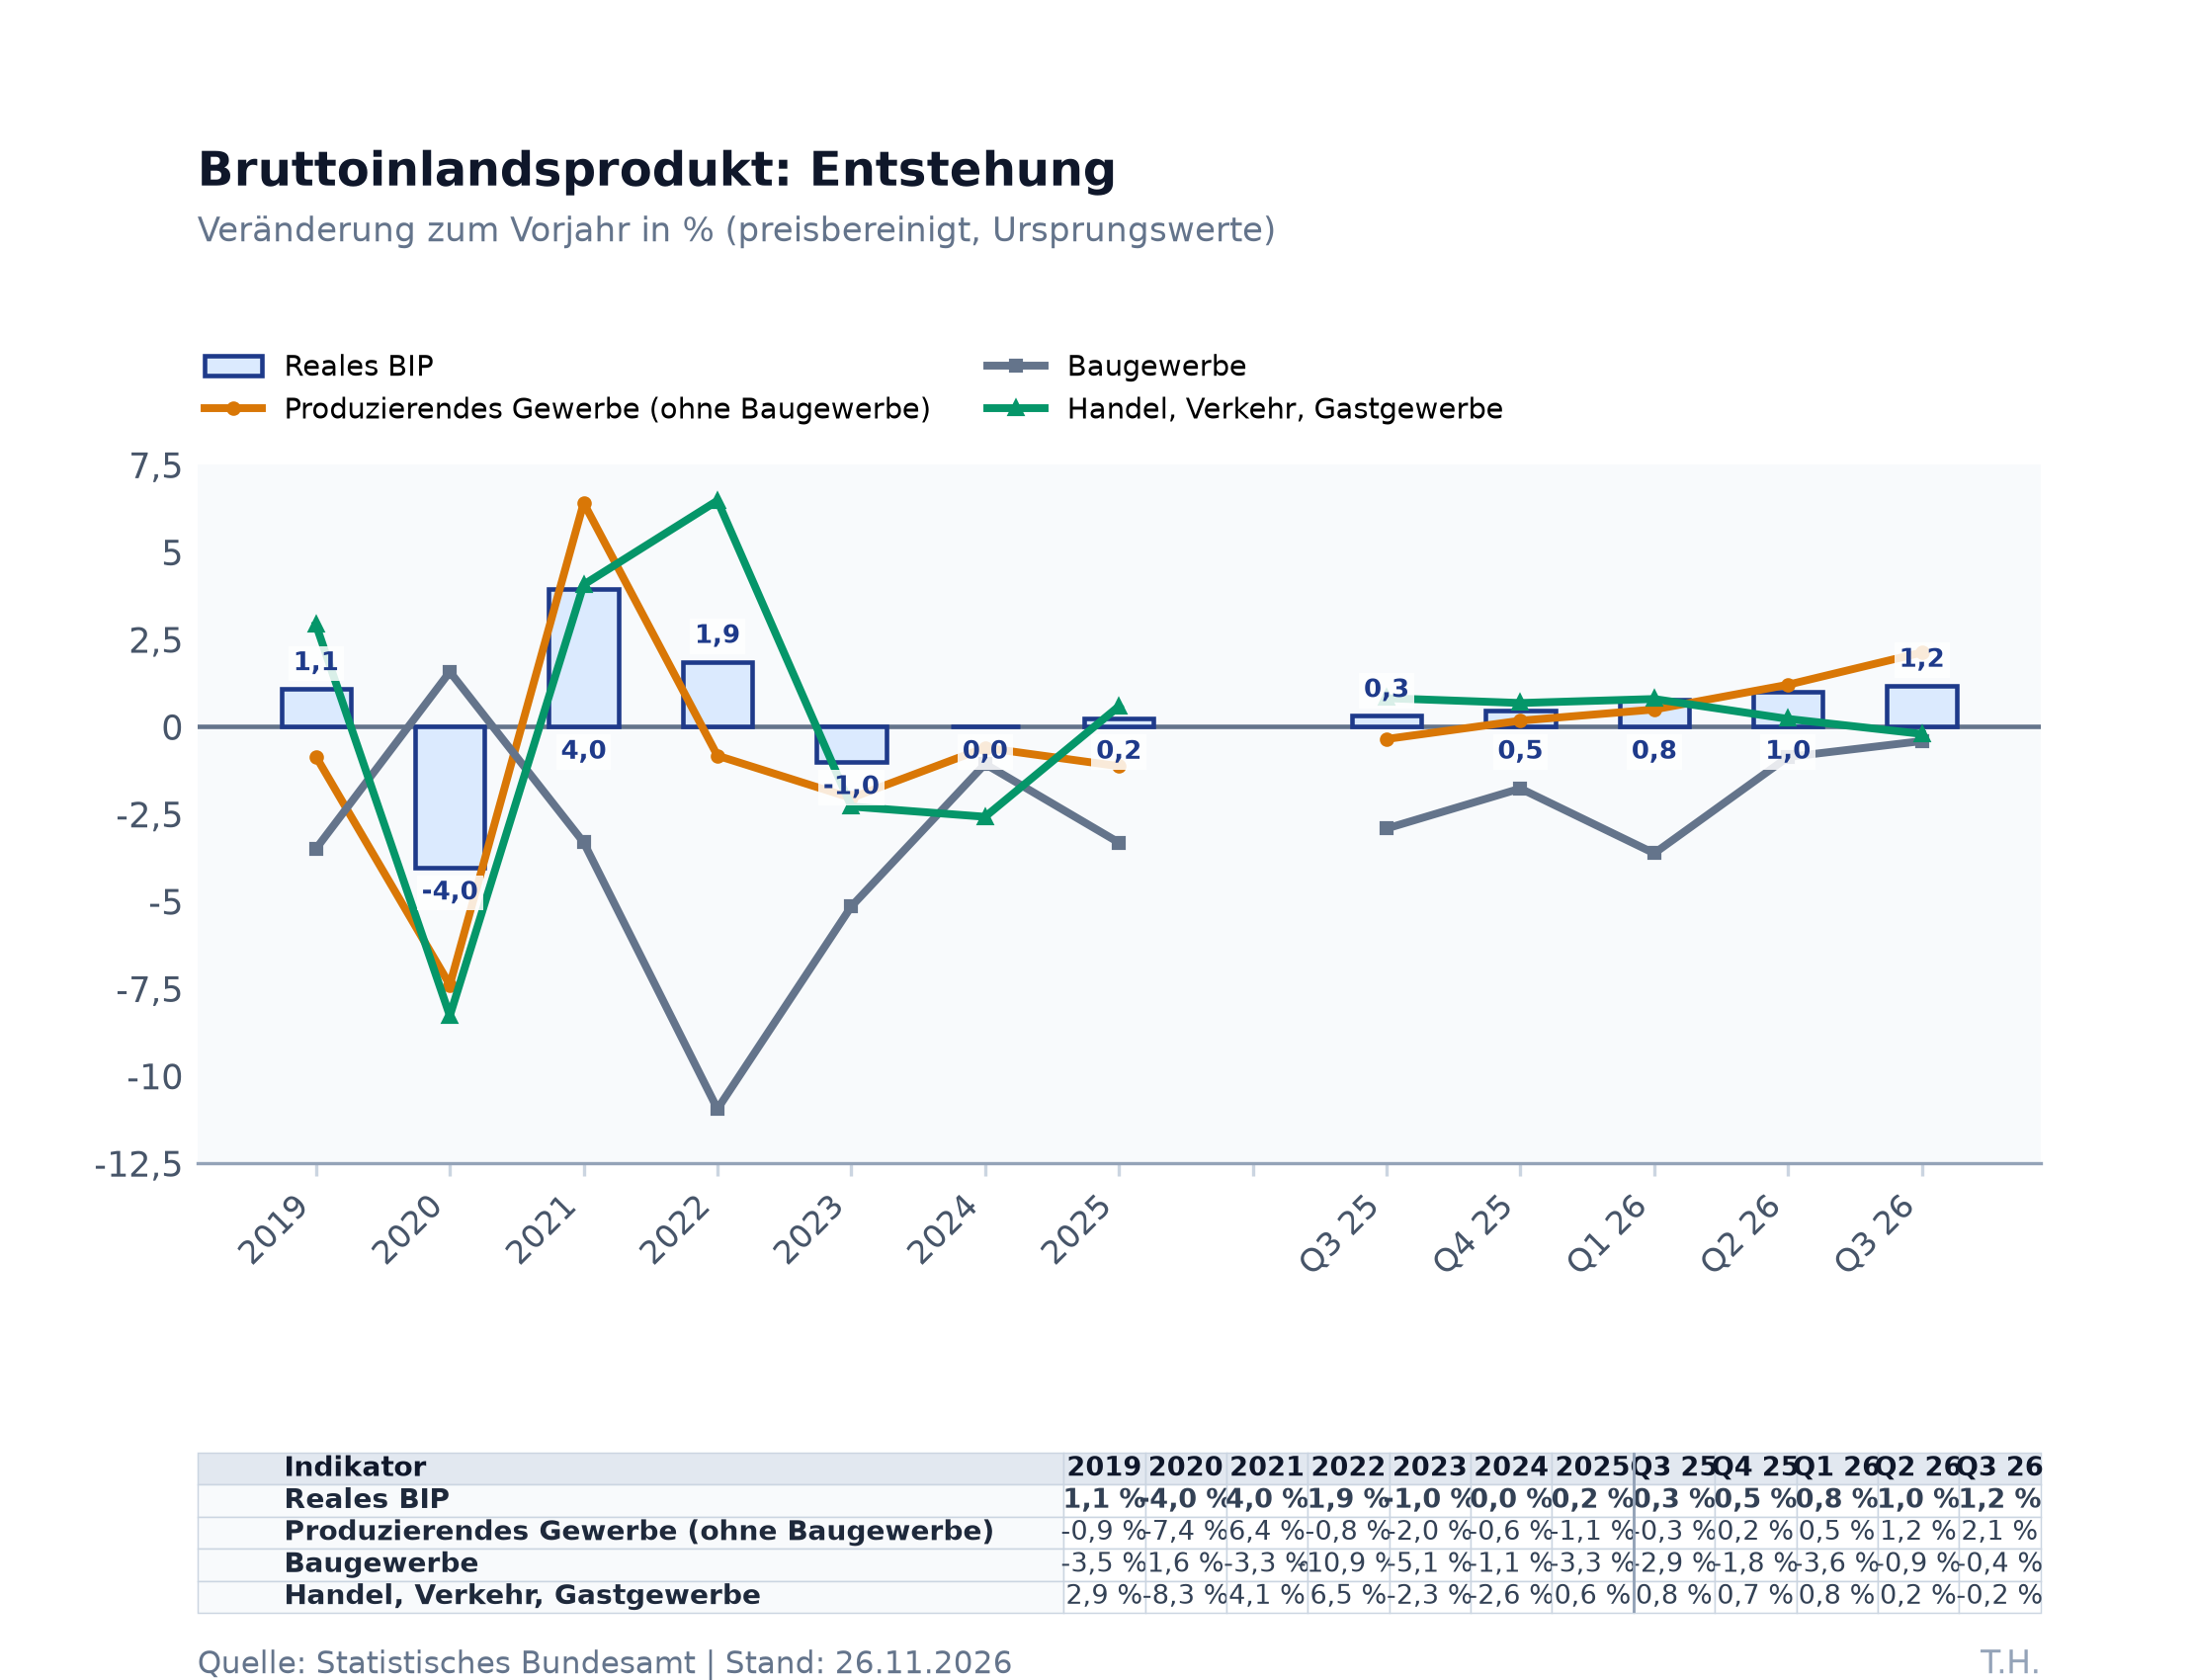 Bruttoinlandsprodukt: Entstehung
Veränderung zum Vorjahr in % (preisbereinigt, Ursprungswerte)
Reales BIP
Baugewerbe
Produzierendes Gewerbe (ohne Baugewerbe)
Handel, Verkehr, Gastgewerbe
7,5
5
2,5
0
-2,5
-5
-7,5
-10
-12,5
1,1
-4,0
4,0
1,9
-1,0
0,0
0,2
0,3
0,5
0,8
1,0
1,2
2019 2020 2021 2022 2023 2024 2025 Q3 25 Q4 25 Q1 26 Q2 26 Q3 26
Indikator 2019 2020 2021 2022 2023 2024 2025 Q3 25 Q4 25 Q1 26 Q2 26 Q3 26
Reales BIP 1,1 % -4,0 % 4,0 % 1,9 % -1,0 % 0,0 % 0,2 % 0,3 % 0,5 % 0,8 % 1,0 % 1,2 %
Produzierendes Gewerbe (ohne Baugewerbe) -0,9 % -7,4 % 6,4 % -0,8 % -2,0 % -0,6 % -1,1 % -0,3 % 0,2 % 0,5 % 1,2 % 2,1 %
Baugewerbe -3,5 % 1,6 % -3,3 % -10,9 % -5,1 % -1,1 % -3,3 % -2,9 % -1,8 % -3,6 % -0,9 % -0,4 %
Handel, Verkehr, Gastgewerbe 2,9 % -8,3 % 4,1 % 6,5 % -2,3 % -2,6 % 0,6 % 0,8 % 0,7 % 0,8 % 0,2 % -0,2 %
Quelle: Statistisches Bundesamt | Stand: 26.11.2026
T.H.